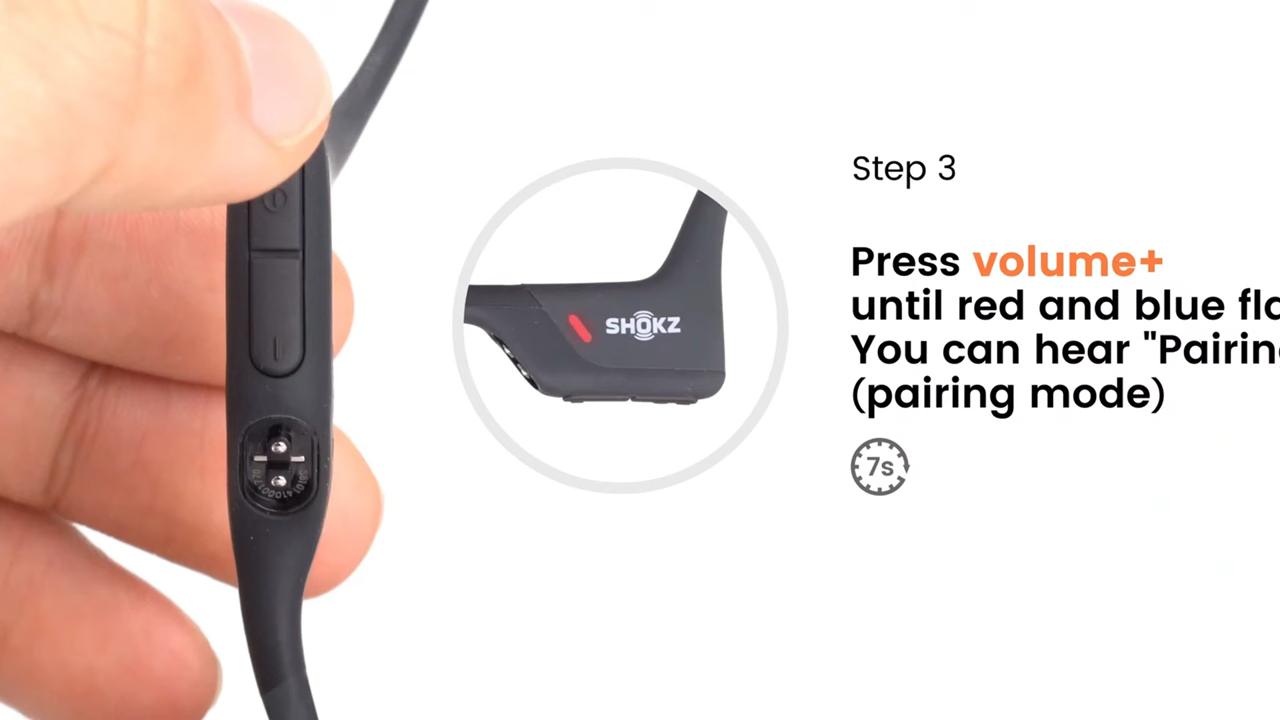 SHOKZ
Step 3
Press volume+
until red and blue
You can hear
(pairing mode)
7s